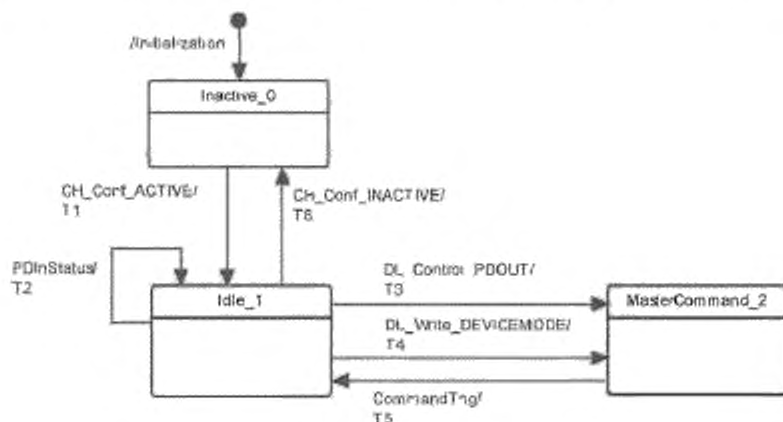 /Initialization
Inactive_0
CH_Conf_ACTIVE/
T1
CH_Conf_INACTIVE/
T6
PDInStatus/
T2
Idle_1
DL_Control_PDOUT/
T3
MasterCommand_2
DL_Write_DEVICEMODE/
T4
CommandTrig/
T5